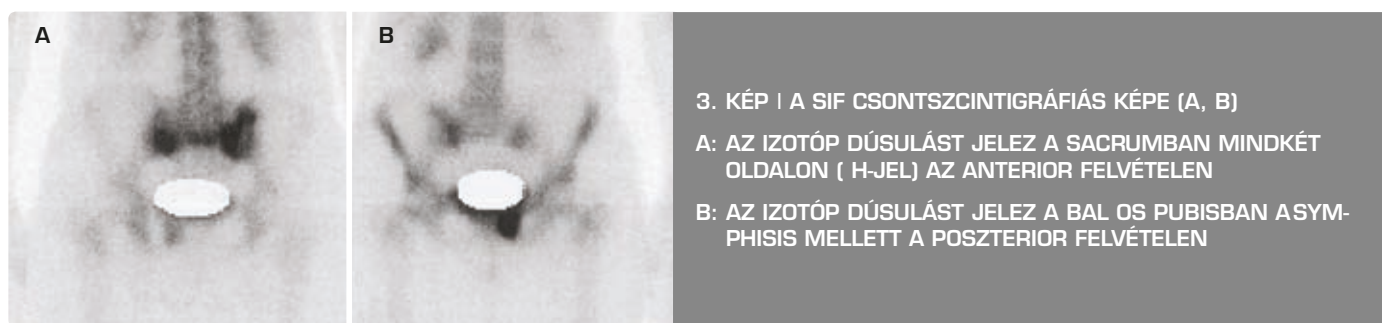 A
B
3. KÉP | A SIF CSONTSZCINTIGRÁFIÁS KÉPE (A, B)
A: AZ IZOTÓP DÚSULÁST JELEZ A SACRUMBAN MINDKÉT
OLDALON ( H-JEL) AZ ANTERIOR FELVÉTELEN
B: AZ IZOTÓP DÚSULÁST JELEZ A BAL OS PUBISBAN A SYM-
PHISIS MELLETT A POSZTERIOR FELVÉTELEN